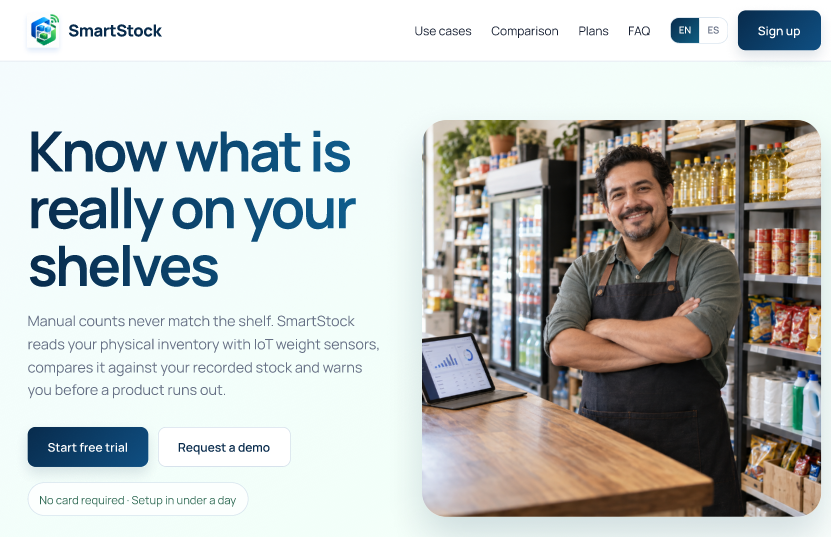 SmartStock
Use cases Comparison Plans FAQ EN ES Sign up
Know what is
really on your
shelves
Manual counts never match the shelf. SmartStock
reads your physical inventory with IoT weight sensors,
compares it against your recorded stock and warns
you before a product runs out.
Start free trial Request a demo
No card required · Setup in under a day